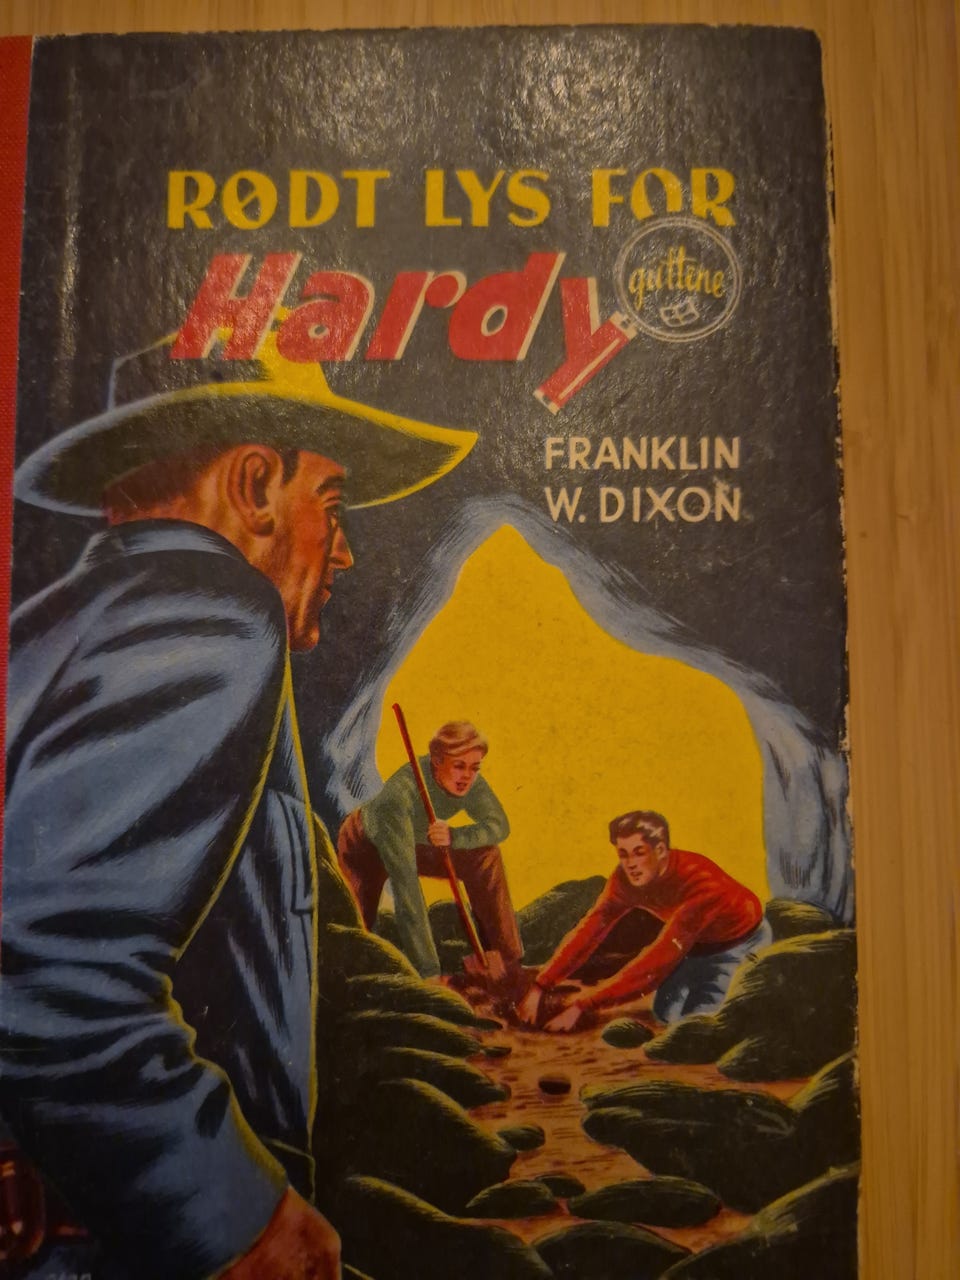 RØDT LYS FOR
Hardy
guttene
FRANKLIN
W. DIXON